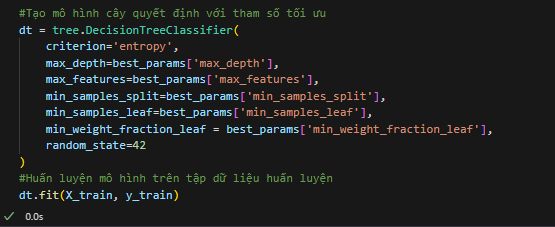 #Tạo mô hình cây quyết định với tham số tối ưu
dt = tree.DecisionTreeClassifier(
    criterion='entropy',
    max_depth=best_params['max_depth'],
    max_features=best_params['max_features'],
    min_samples_split=best_params['min_samples_split'],
    min_samples_leaf=best_params['min_samples_leaf'],
    min_weight_fraction_leaf = best_params['min_weight_fraction_leaf'],
    random_state=42
)
#Huấn luyện mô hình trên tập dữ liệu huấn luyện
dt.fit(X_train, y_train)
✓ 0.0s